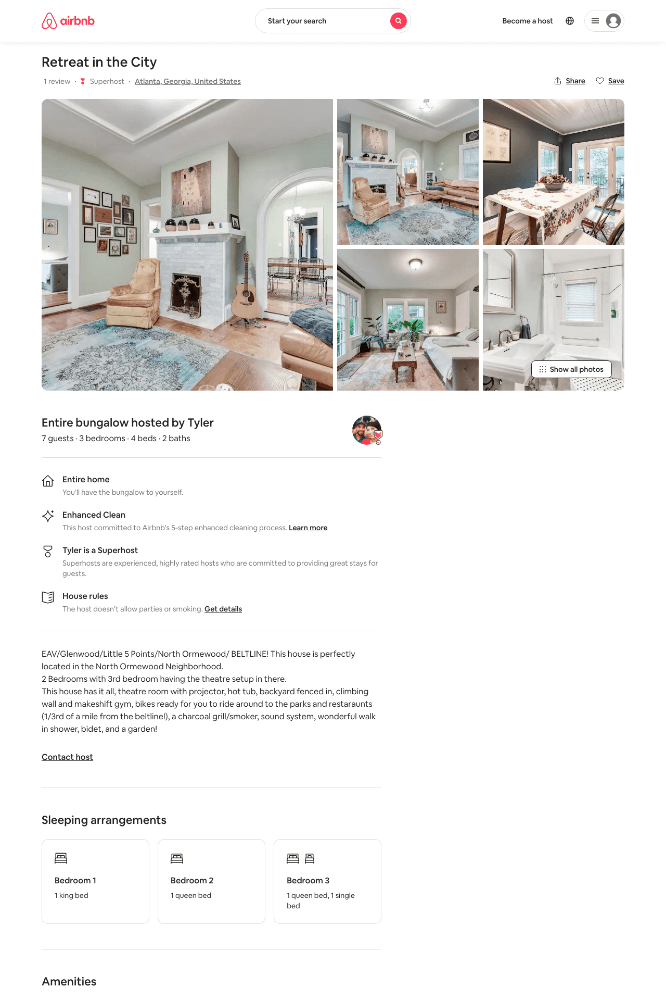 airbnb
Start your search
Become a host
Retreat in the City
1 review · Superhost · Atlanta, Georgia, United States
Share
Save
Show all photos
Entire bungalow hosted by Tyler
7 guests · 3 bedrooms · 4 beds · 2 baths
Entire home
You’ll have the bungalow to yourself.
Enhanced Clean
This host committed to Airbnb's 5-step enhanced cleaning process. Learn more
Tyler is a Superhost
Superhosts are experienced, highly rated hosts who are committed to providing great stays for
guests.
House rules
The host doesn’t allow parties or smoking. Get details
EAV/Glenwood/Little 5 Points/North Ormewood/ BELTLINE! This house is perfectly
located in the North Ormewood Neighborhood.
2 Bedrooms with 3rd bedroom having the theatre setup in there.
This house has it all, theatre room with projector, hot tub, backyard fenced in, climbing
wall and makeshift gym, bikes ready for you to ride around to the parks and restaraunts
(1/3rd of a mile from the beltline!), a charcoal grill/smoker, sound system, wonderful walk
in shower, bidet, and a garden!
Contact host
Sleeping arrangements
Bedroom 1
1 king bed
Bedroom 2
1 queen bed
Bedroom 3
1 queen bed, 1 single
bed
Amenities